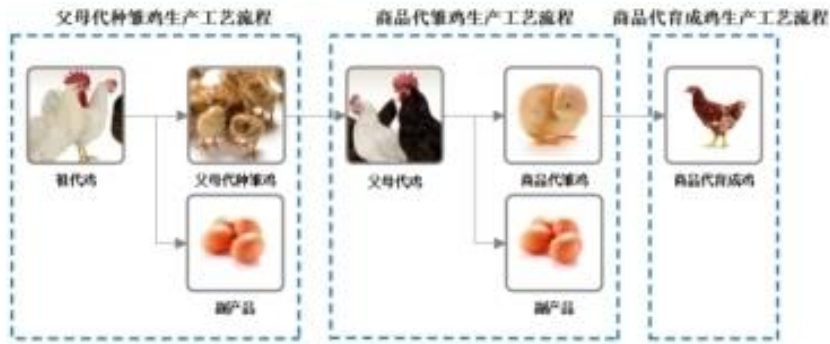 父母代种雏鸡生产工艺流程
商品代雏鸡生产工艺流程
商品代育成鸡生产工艺流程
祖代鸡
父母代种雏鸡
父母代鸡
商品代雏鸡
商品代育成鸡
副产品
副产品